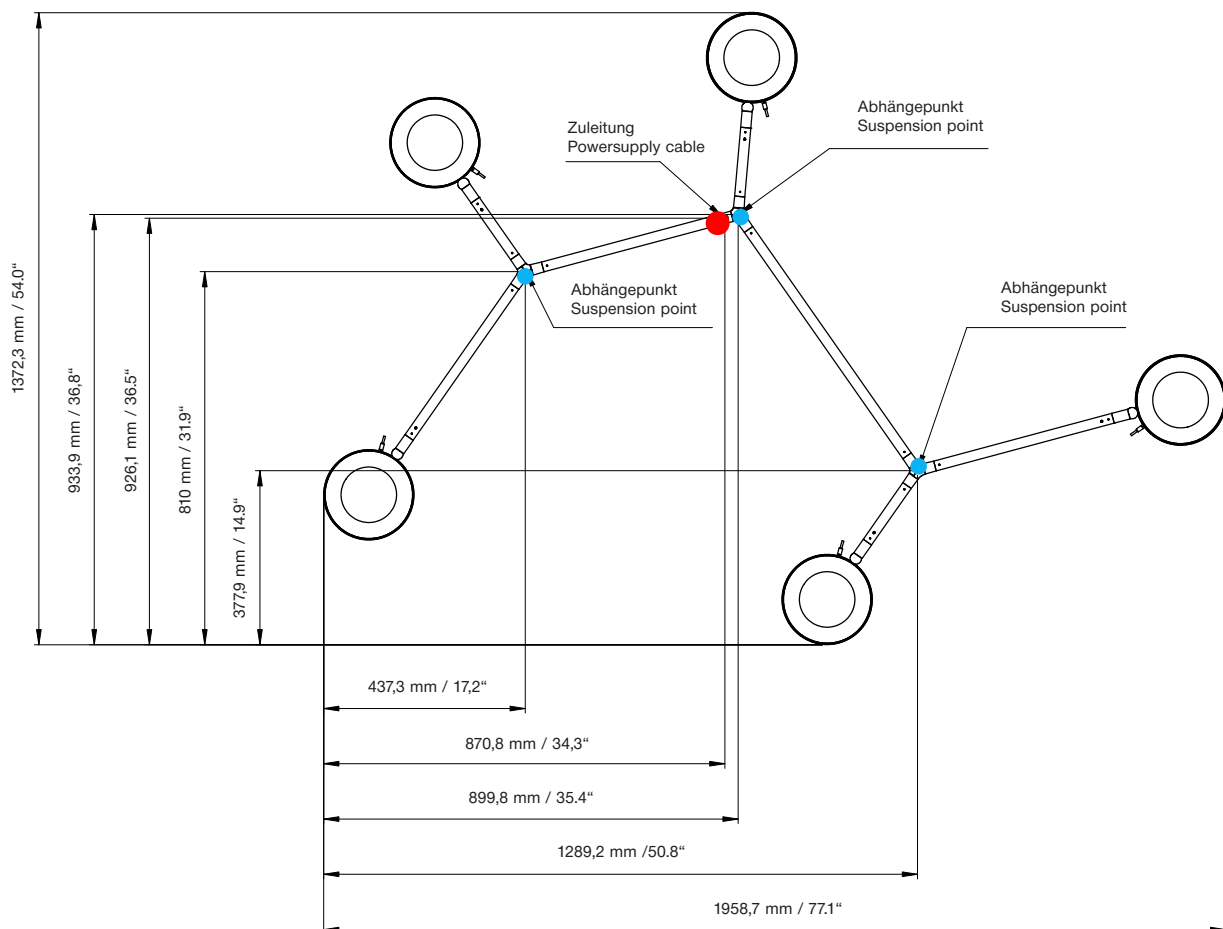 Abhängepunkt
Suspension point
Zuleitung
Powersupply cable
Abhängepunkt
Suspension point
Abhängepunkt
Suspension point
1372,3 mm / 54.0“
933,9 mm / 36,8“
926,1 mm / 36.5“
810 mm / 31.9“
377,9 mm / 14.9“
437,3 mm / 17,2“
870,8 mm / 34,3“
899,8 mm / 35.4“
1289,2 mm /50.8“
1958,7 mm / 77.1“